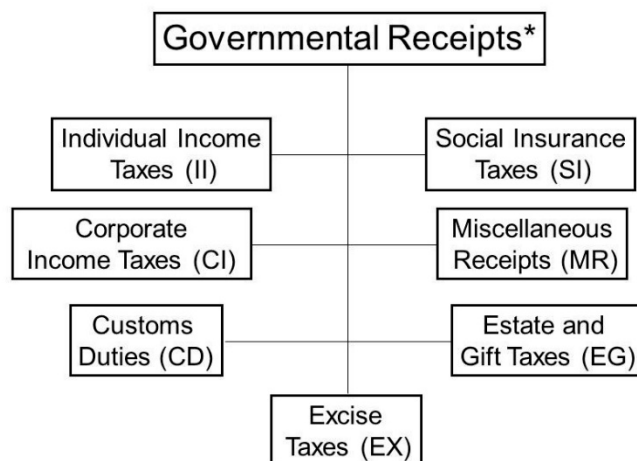 Governmental Receipts*
Individual Income
Taxes (II)
Social Insurance
Taxes (SI)
Corporate
Income Taxes (CI)
Miscellaneous
Receipts (MR)
Customs
Duties (CD)
Estate and
Gift Taxes (EG)
Excise
Taxes (EX)